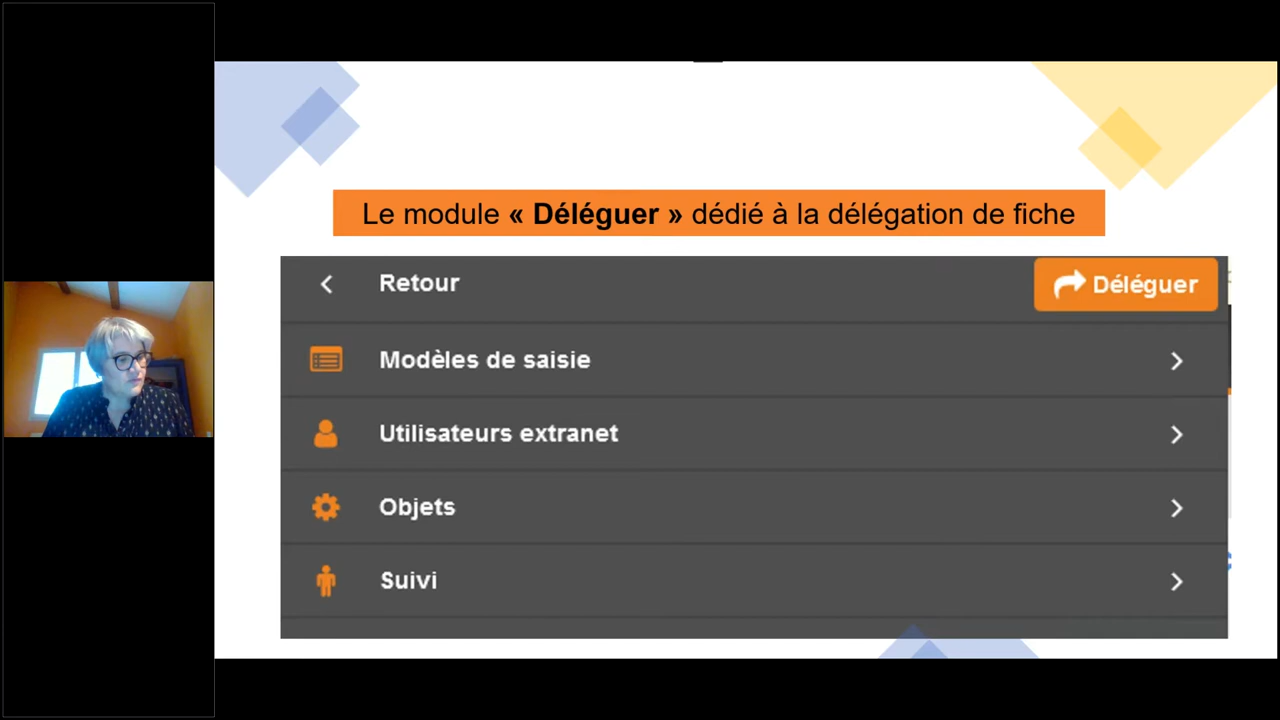 Le module « Déléguer » dédié à la délégation de fiche
Retour
Déléguer
Modèles de saisie
Utilisateurs extranet
Objets
Suivi